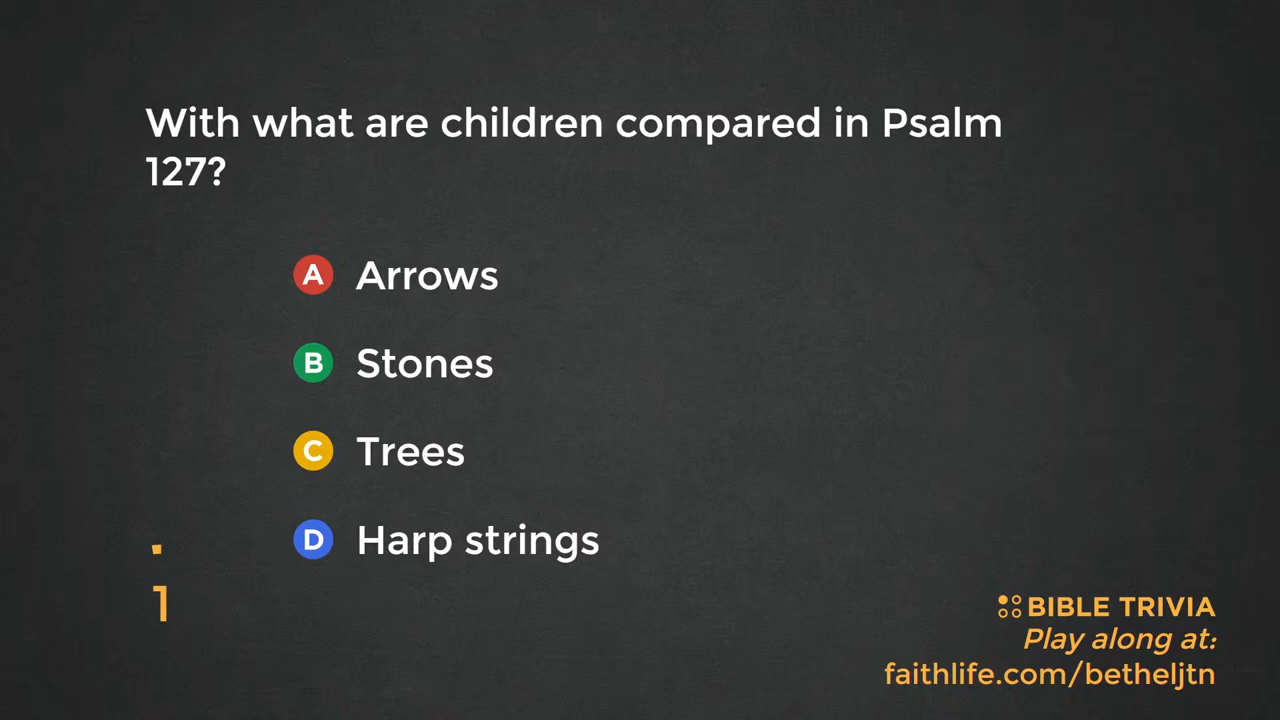 With what are children compared in Psalm
127?
A Arrows
B Stones
C Trees
D Harp strings
1
BIBLE TRIVIA
Play along at:
faithlife.com/betheljtn